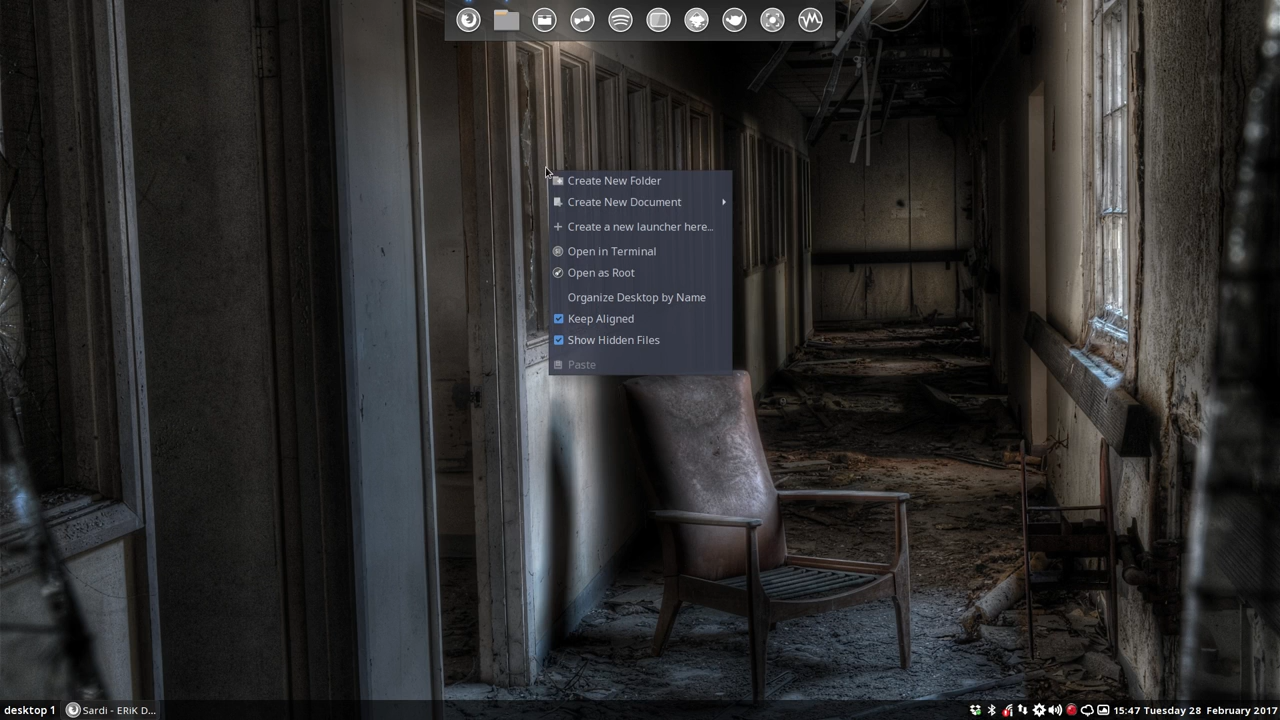 Create New Folder
Create New Document
Create a new launcher here...
Open in Terminal
Open as Root
Organize Desktop by Name
Keep Aligned
Show Hidden Files
Paste
desktop 1
Sardi - ERiK D...
15:47 Tuesday 28 February 2017